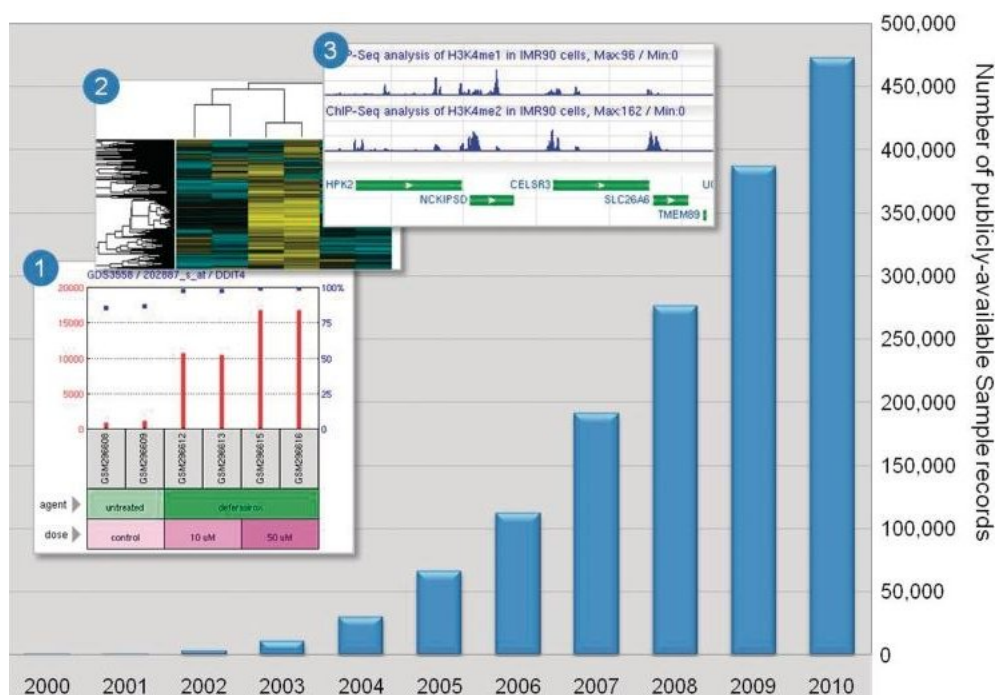 3
P-Seq analysis of H3K4me1 in IMR90 cells, Max:96 / Min:0
ChIP-Seq analysis of H3K4me2 in IMR90 cells, Max:162 / Min:0
HPK2
CELSR3
U
NCKIPSD
SLC26A6
TMEM89
2
1
GDS3558 / 202887_s_at / DDIT4
20000
15000
10000
5000
0
100%
75
50
25
0
GSM296608
GSM296609
GSM296612
GSM296613
GSM296615
GSM296616
agent
untreated
deferasirox
dose
control
10 uM
50 uM
500,000
450,000
400,000
350,000
300,000
250,000
200,000
150,000
100,000
50,000
0
Number of publicly-available Sample records
2000 2001 2002 2003 2004 2005 2006 2007 2008 2009 2010